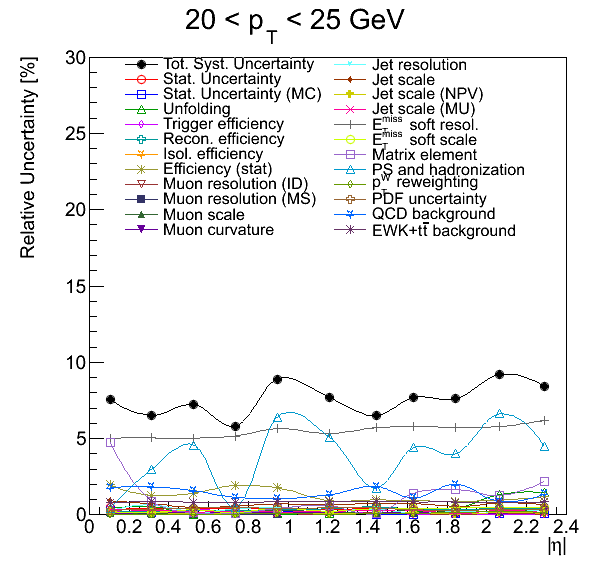 20 < p_T < 25 GeV
Relative Uncertainty [%]
30
25
20
15
10
5
0
Tot. Syst. Uncertainty
Stat. Uncertainty
Stat. Uncertainty (MC)
Unfolding
Trigger efficiency
Recon. efficiency
Isol. efficiency
Efficiency (stat)
Muon resolution (ID)
Muon resolution (MS)
Muon scale
Muon curvature
Jet resolution
Jet scale
Jet scale (NPV)
Jet scale (MU)
E_T^miss soft resol.
E_T^miss soft scale
Matrix element
PS and hadronization
p_T^W reweighting
PDF uncertainty
QCD background
EWK+tt̄ background
0 0.2 0.4 0.6 0.8 1 1.2 1.4 1.6 1.8 2 2.2 2.4
|η|